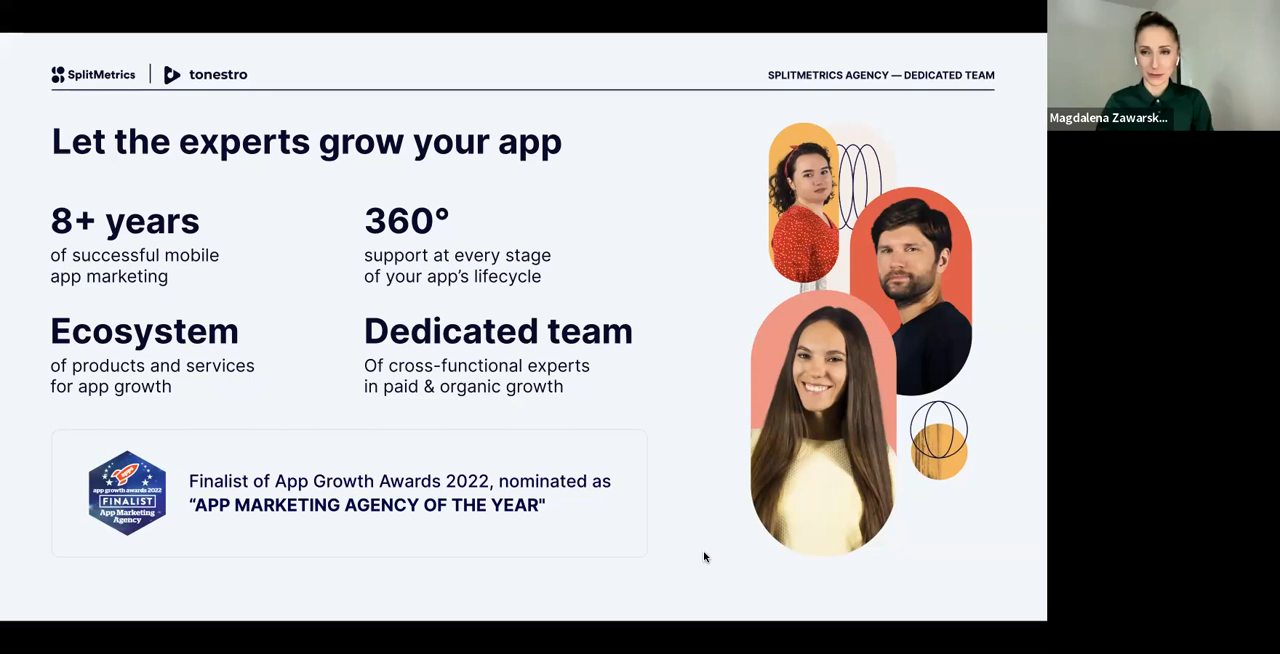 SplitMetrics
tonestro
SPLITMETRICS AGENCY — DEDICATED TEAM
Let the experts grow your app
8+ years
of successful mobile
app marketing
360°
support at every stage
of your app’s lifecycle
Ecosystem
of products and services
for app growth
Dedicated team
Of cross-functional experts
in paid & organic growth
app growth awards 2022
FINALIST
App Marketing
Agency
Finalist of App Growth Awards 2022, nominated as
“APP MARKETING AGENCY OF THE YEAR"
Magdalena Zawarsk...